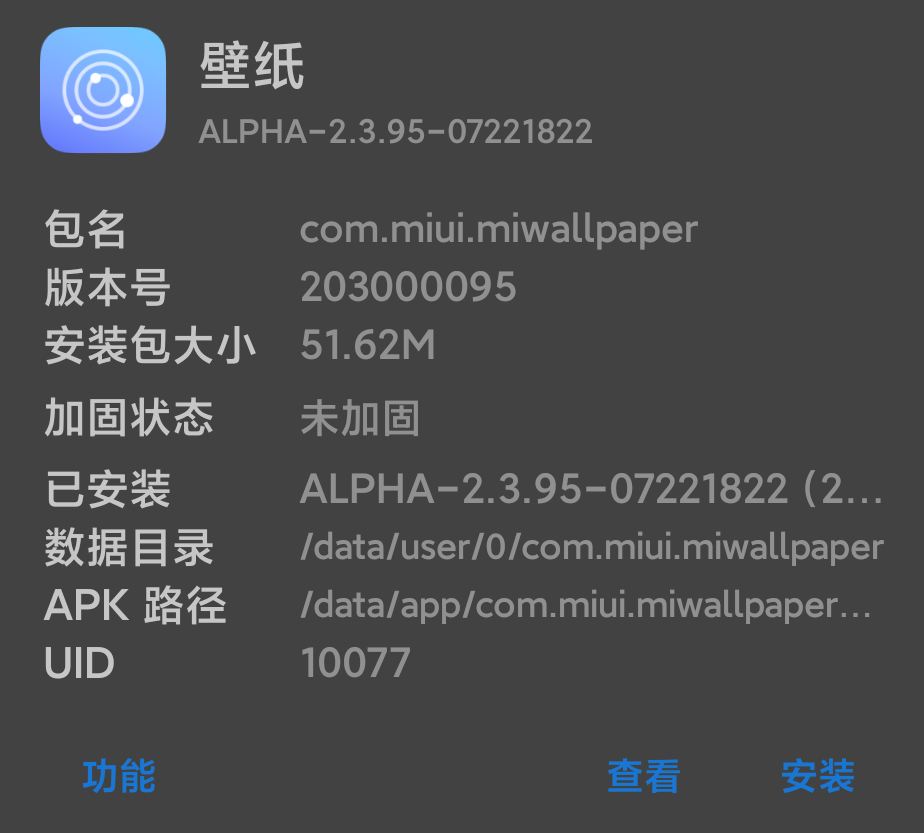 壁纸
ALPHA-2.3.95-07221822
包名 com.miui.miwallpaper
版本号 203000095
安装包大小 51.62M
加固状态 未加固
已安装 ALPHA-2.3.95-07221822 (2...
数据目录 /data/user/0/com.miui.miwallpaper
APK 路径 /data/app/com.miui.miwallpaper...
UID 10077
功能 查看 安装